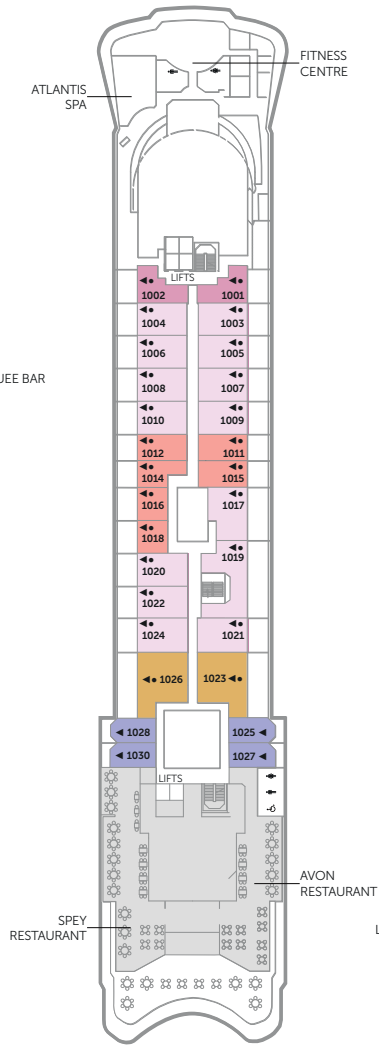 FITNESS
CENTRE
ATLANTIS
SPA
LIFTS
1002 1001
1004 1003
1006 1005
UEE BAR
1008 1007
1010 1009
1012 1011
1014 1015
1016 1017
1018
1019
1020
1022
1024 1021
1026 1023
1028 1025
1030 1027
LIFTS
AVON
RESTAURANT
SPEY
RESTAURANT
L